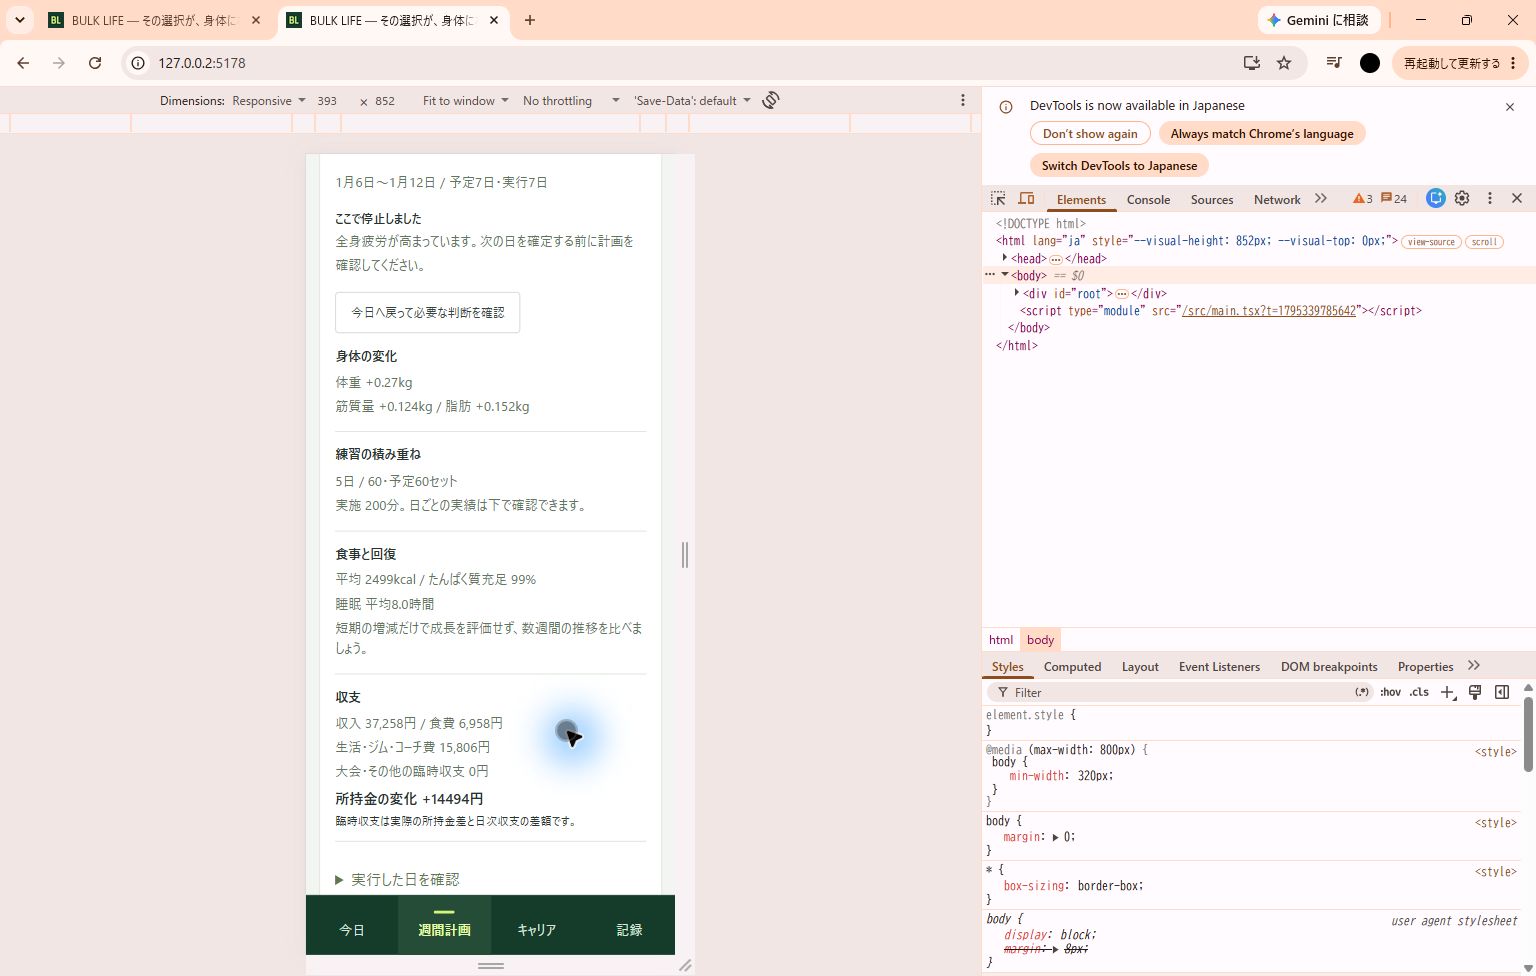 BL BULK LIFE — その選択が、身体に
BL BULK LIFE — その選択が、身体に
Gemini に相談
127.0.0.2:5178
再起動して更新する
Dimensions: Responsive 393 × 852 Fit to window No throttling 'Save-Data': default
1月6日～1月12日 / 予定7日・実行7日
ここで停止しました
全身疲労が高まっています。次の日を確定する前に計画を
確認してください。
今日へ戻って必要な判断を確認
身体の変化
体重 +0.27kg
筋質量 +0.124kg / 脂肪 +0.152kg
練習の積み重ね
5日 / 60・予定60セット
実施 200分。日ごとの実績は下で確認できます。
食事と回復
平均 2499kcal / たんぱく質充足 99%
睡眠 平均8.0時間
短期の増減だけで成長を評価せず、数週間の推移を比べま
しょう。
収支
収入 37,258円 / 食費 6,958円
生活・ジム・コーチ費 15,806円
大会・その他の臨時収支 0円
所持金の変化 +14494円
臨時収支は実際の所持金差と日次収支の差額です。
▶ 実行した日を確認
今日 週間計画 キャリア 記録
DevTools is now available in Japanese
Don't show again Always match Chrome's language
Switch DevTools to Japanese
Elements Console Sources Network 3 24
<!DOCTYPE html>
<html lang="ja" style="--visual-height: 852px; --visual-top: 0px;"> view-source scroll
<head>…</head>
<body> == $0
<div id="root">…</div>
<script type="module" src="/src/main.tsx?t=1795339785642"></script>
</body>
</html>
html body
Styles Computed Layout Event Listeners DOM breakpoints Properties
Filter (.*) :hov .cls
element.style {
}
@media (max-width: 800px) { <style>
body {
min-width: 320px;
}
}
body { <style>
margin: ▶ 0;
}
* { <style>
box-sizing: border-box;
}
body { user agent stylesheet
display: block;
margin: ▶ 8px;
}